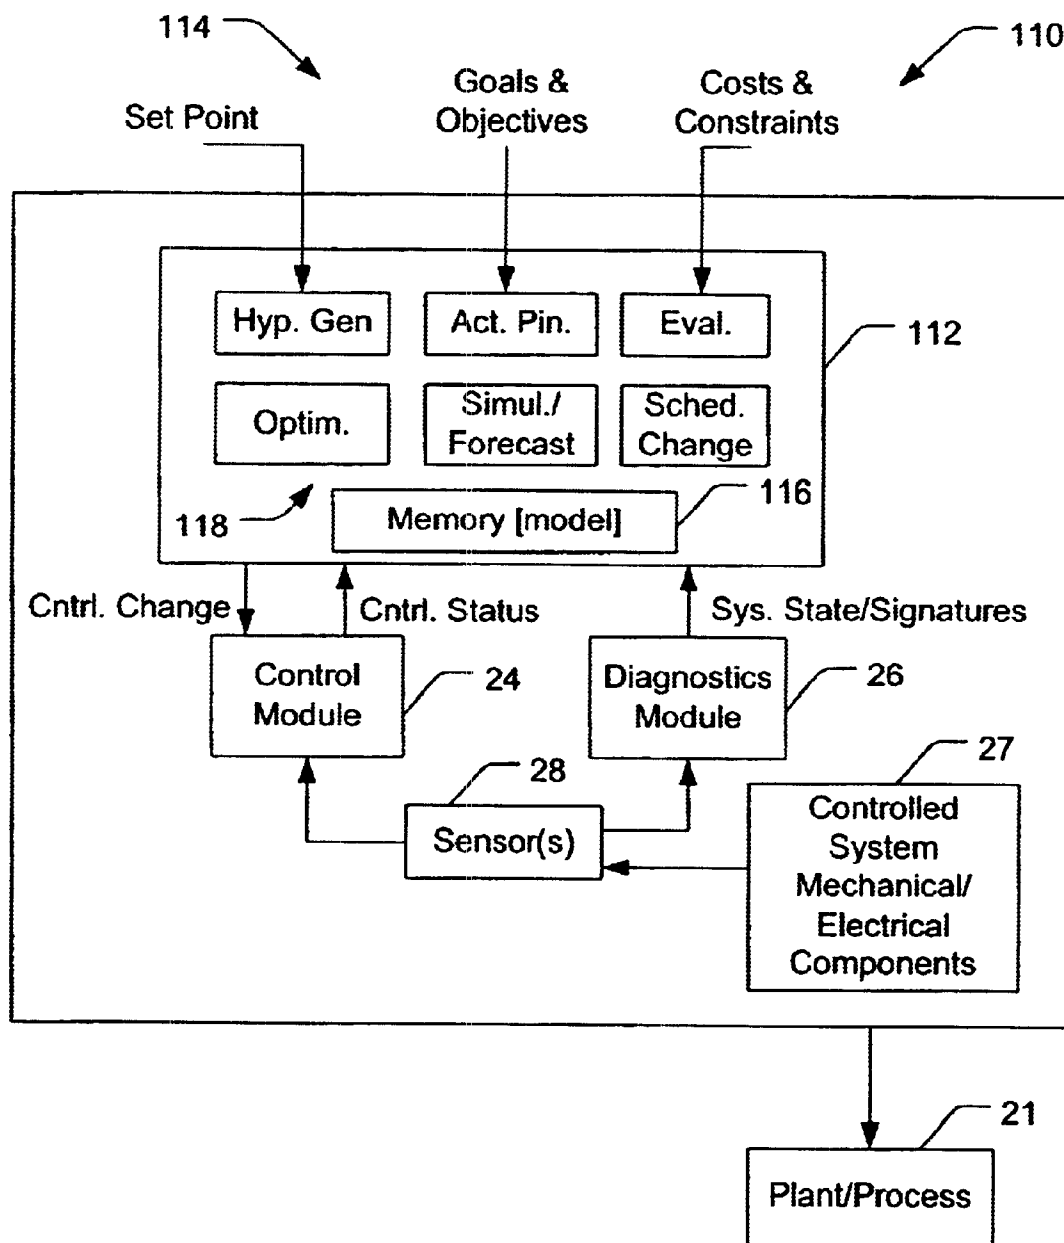 114
110
Goals &
Objectives
Costs &
Constraints
Set Point
Hyp. Gen
Act. Pin.
Eval.
112
Optim.
Simul./
Forecast
Sched.
Change
118
116
Memory [model]
Cntrl. Change
Cntrl. Status
Sys. State/Signatures
Control
Module
24
Diagnostics
Module
26
28
Sensor(s)
27
Controlled
System
Mechanical/
Electrical
Components
21
Plant/Process